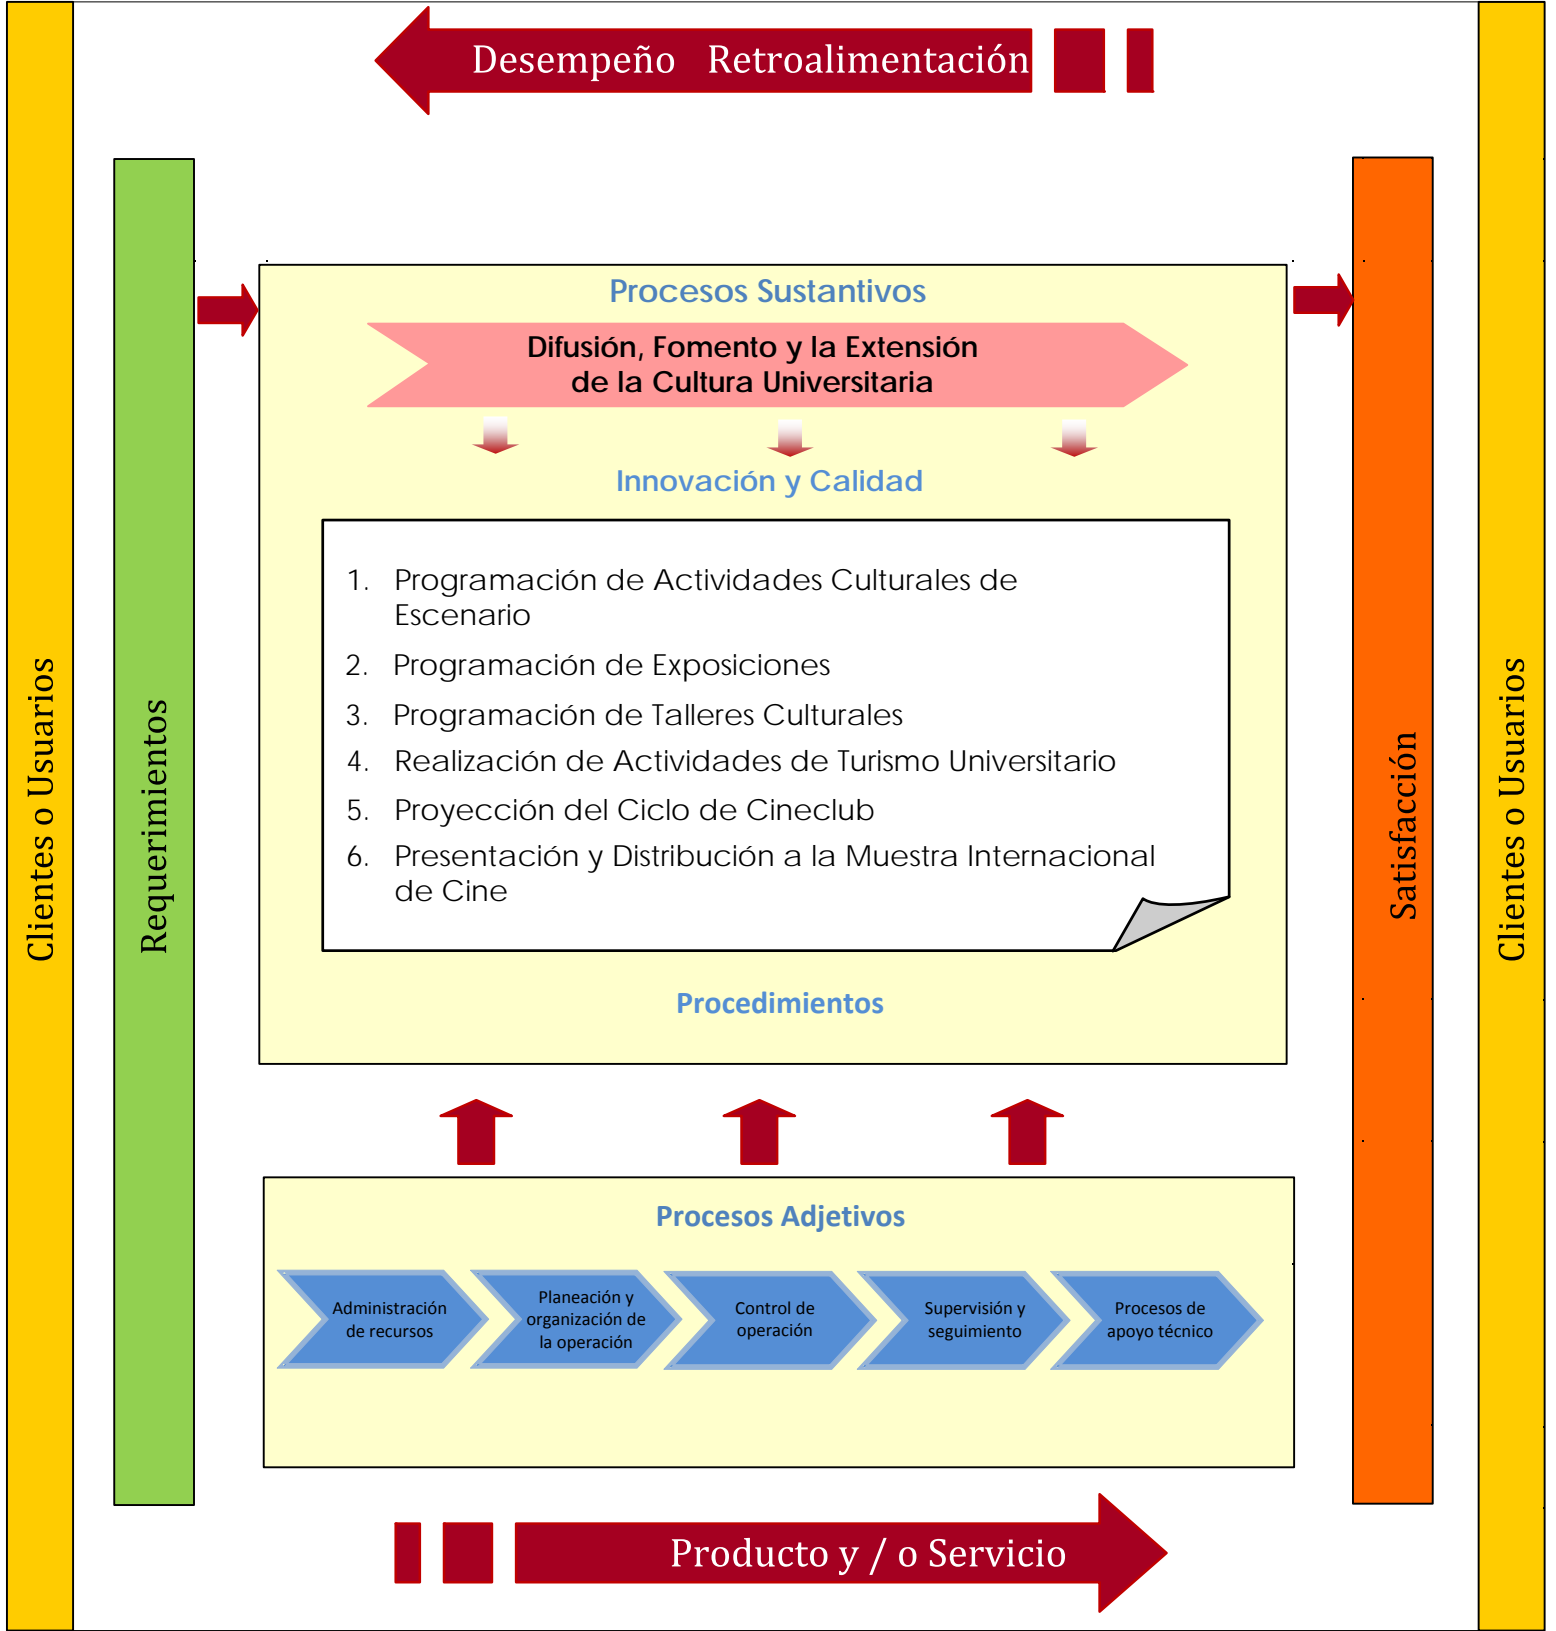 Desempeño Retroalimentación
Clientes o Usuarios
Requerimientos
Procesos Sustantivos
Difusión, Fomento y la Extensión
de la Cultura Universitaria
Innovación y Calidad
1. Programación de Actividades Culturales de
Escenario
2. Programación de Exposiciones
3. Programación de Talleres Culturales
4. Realización de Actividades de Turismo Universitario
5. Proyección del Ciclo de Cineclub
6. Presentación y Distribución a la Muestra Internacional
de Cine
Procedimientos
Satisfacción
Clientes o Usuarios
Procesos Adjetivos
Administración
de recursos
Planeación y
organización de
la operación
Control de
operación
Supervisión y
seguimiento
Procesos de
apoyo técnico
Producto y / o Servicio